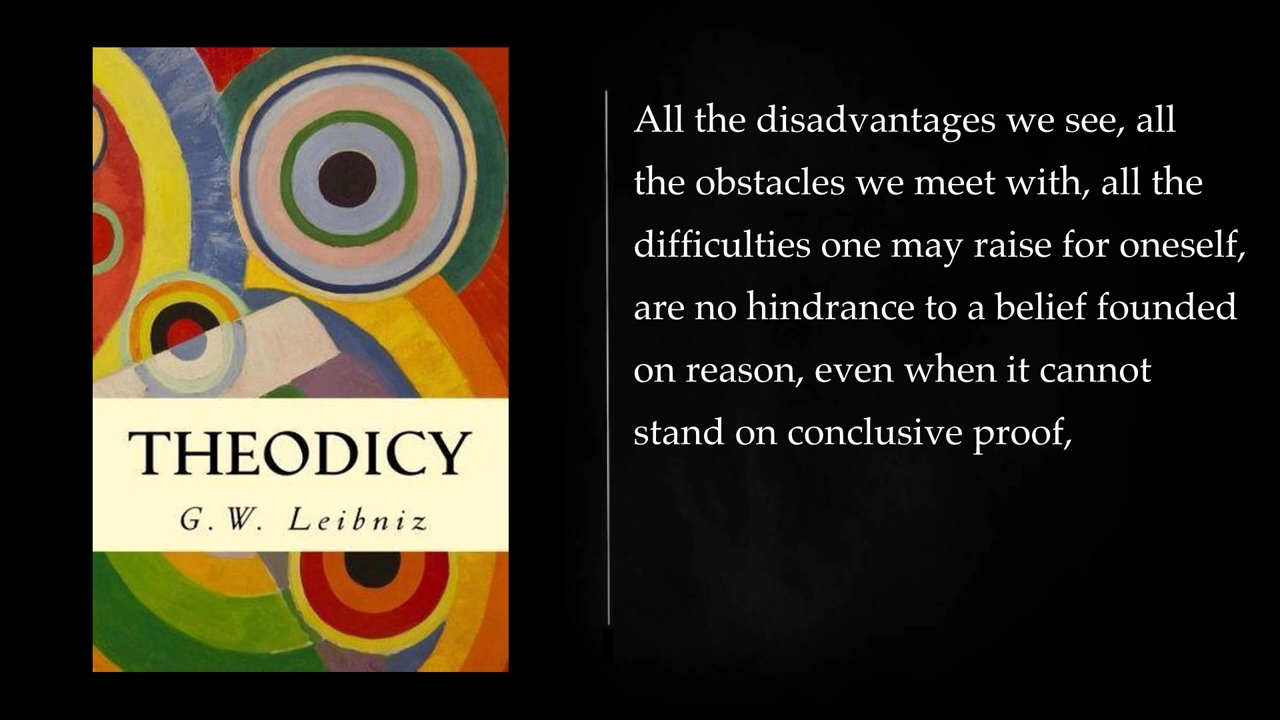 THEODICY
G. W. Leibniz
All the disadvantages we see, all
the obstacles we meet with, all the
difficulties one may raise for oneself,
are no hindrance to a belief founded
on reason, even when it cannot
stand on conclusive proof,